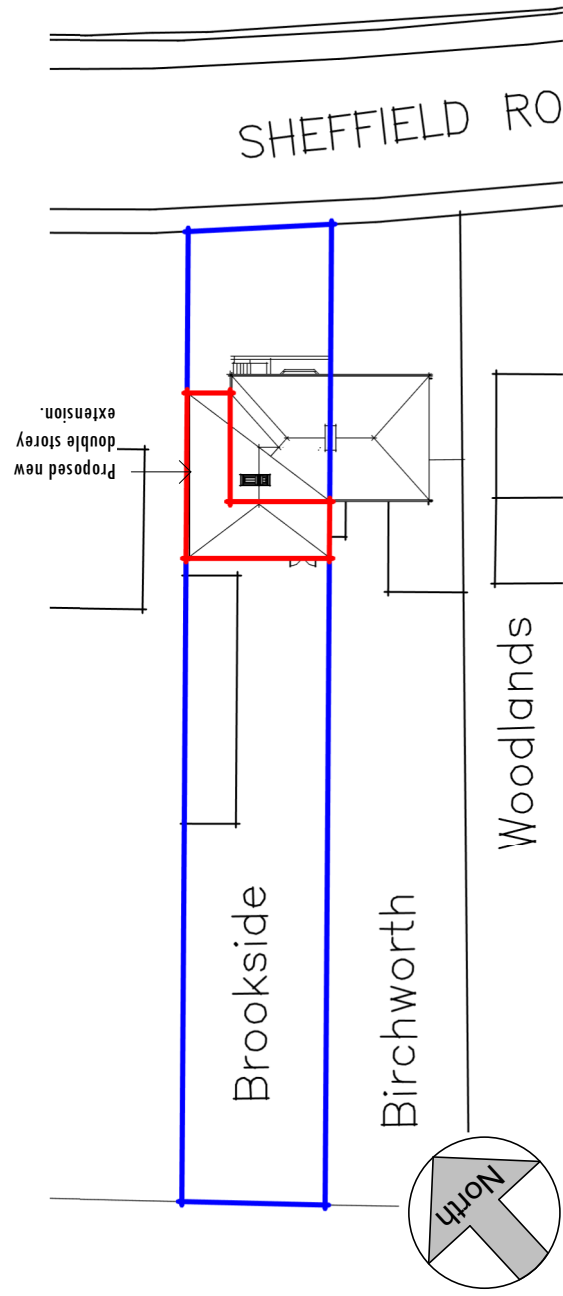 SHEFFIELD RO
Proposed new
double storey
extension.
Woodlands
Brookside
Birchworth
North